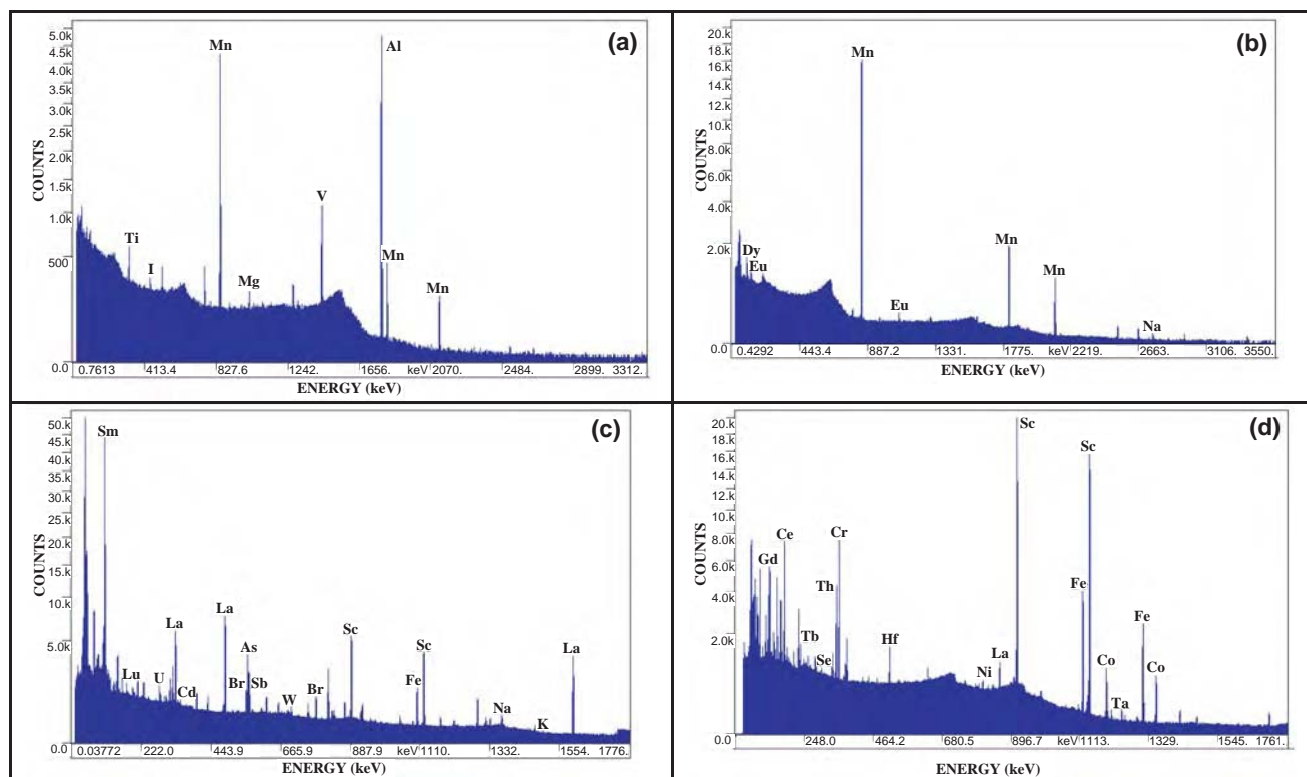 (a)
5.0k
4.5k
4.0k
3.5k
3.0k
2.5k
2.0k
1.5k
1.0k
500
0.0
COUNTS
Ti
I
Mn
Mg
V
Al
Mn
Mn
0.7613 413.4 827.6 1242. 1656. keV 2070. 2484. 2899. 3312.
ENERGY (keV)
(b)
20.k
18.k
16.k
14.k
12.k
10.k
8.0k
6.0k
4.0k
2.0k
0.0
COUNTS
Dy
Eu
Mn
Eu
Mn
Mn
Na
0.4292 443.4 887.2 1331. 1775. keV 2219. 2663. 3106. 3550.
ENERGY (keV)
(c)
50.k
45.k
40.k
35.k
30.k
25.k
20.k
15.k
10.k
5.0k
0.0
COUNTS
Sm
Lu
U
La
Cd
La
Br
As
Sb
W
Br
Sc
Fe
Sc
Na
K
La
0.03772 222.0 443.9 665.9 887.9 keV 1110. 1332. 1554. 1776.
ENERGY (keV)
(d)
20.k
18.k
16.k
14.k
12.k
10.k
8.0k
6.0k
4.0k
2.0k
0.0
COUNTS
Gd
Ce
Tb
Se
Th
Cr
Hf
Ni
La
Sc
Fe
Sc
Co
Ta
Fe
Co
248.0 464.2 680.5 896.7 keV 1113. 1329. 1545. 1761.
ENERGY (keV)